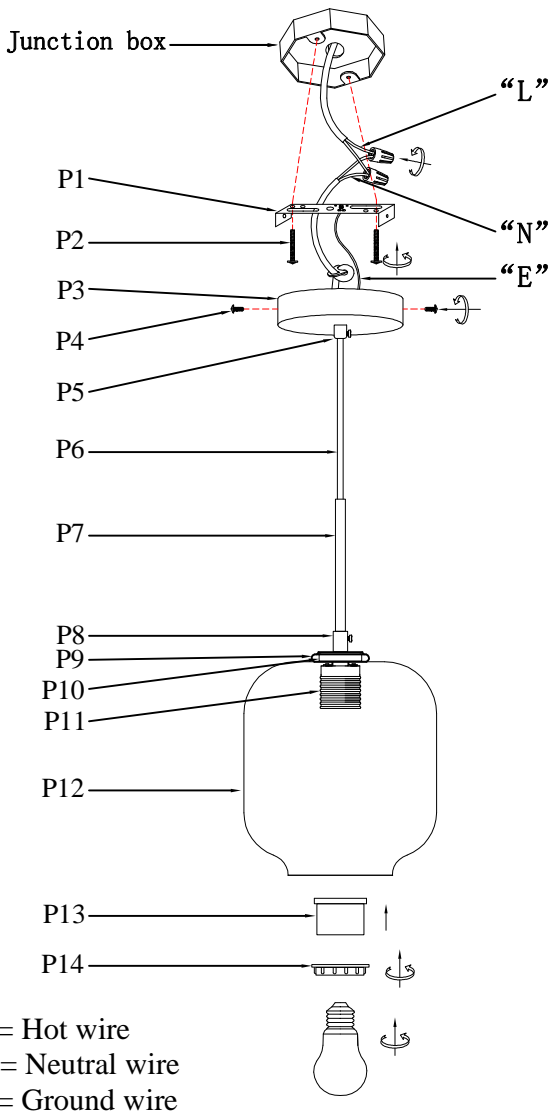 Junction box
“L”
P1
P2
“N”
“E”
P3
P4
P5
P6
P7
P8
P9
P10
P11
P12
P13
P14
= Hot wire
= Neutral wire
= Ground wire